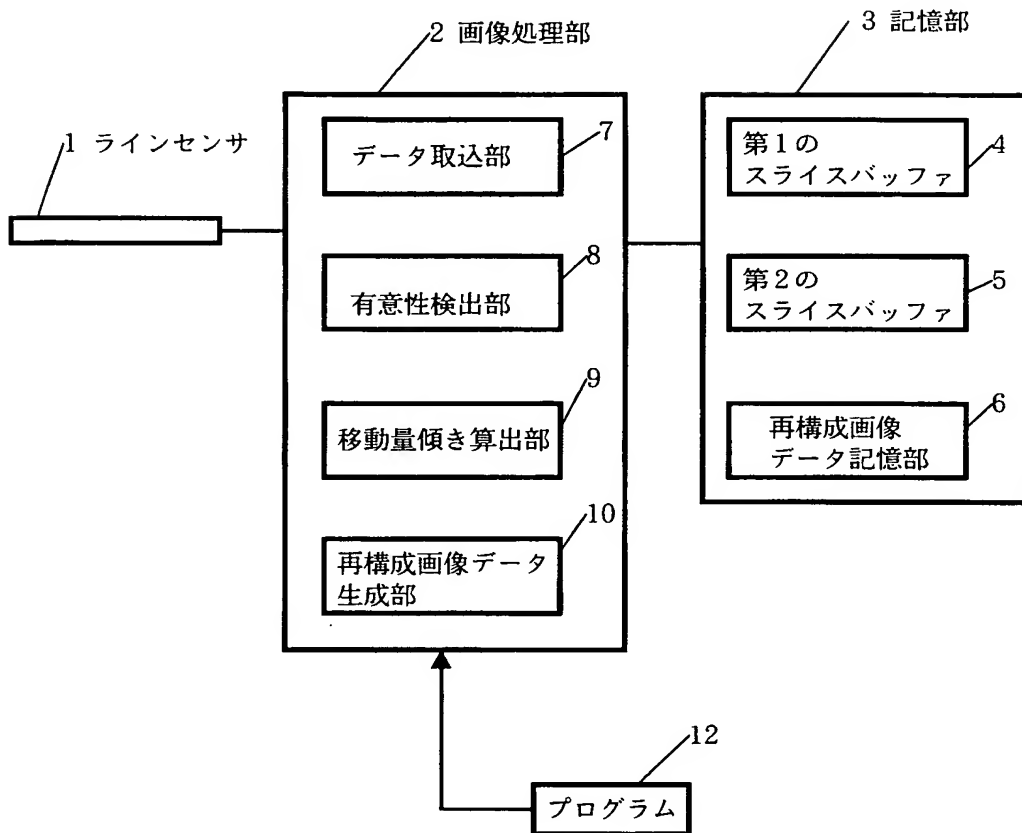 2 画像処理部
3 記憶部
1 ラインセンサ
データ取込部
7
有意性検出部
8
移動量傾き算出部
9
再構成画像データ
生成部
10
第1の
スライスバッファ
4
第2の
スライスバッファ
5
再構成画像
データ記憶部
6
12
プログラム